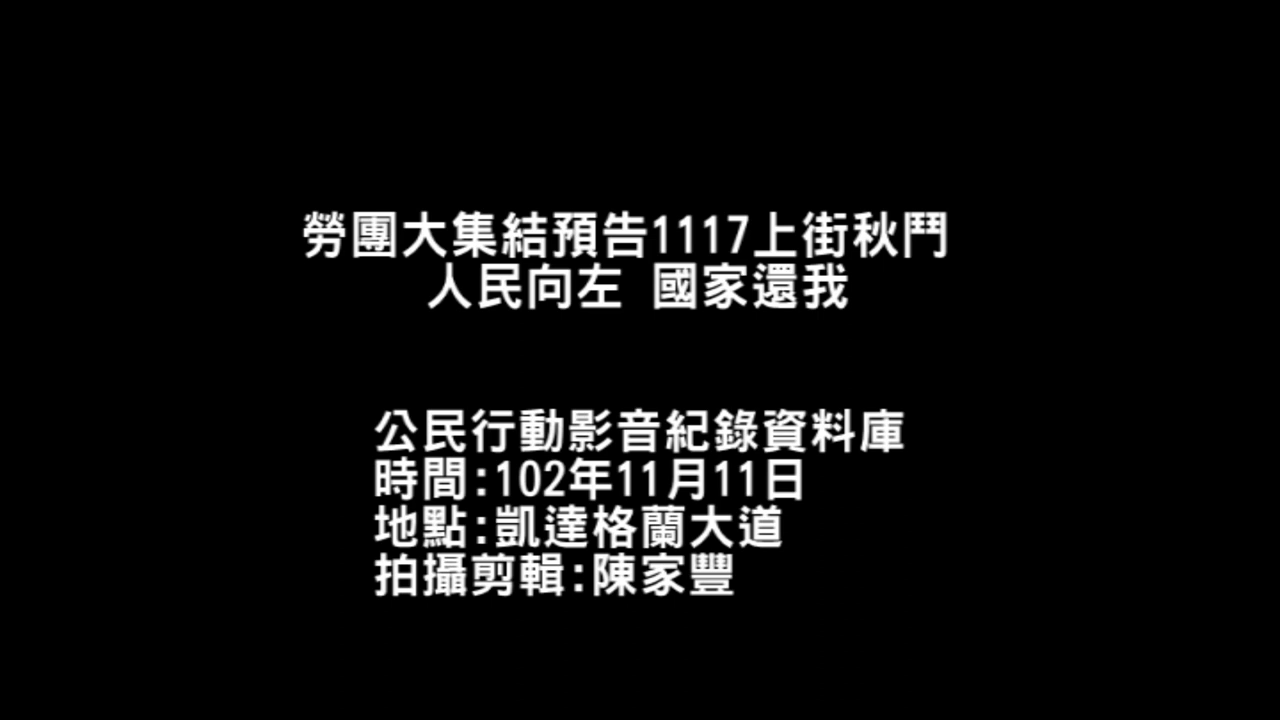 勞團大集結預告1117上街秋鬥
人民向左 國家還我
公民行動影音紀錄資料庫
時間:102年11月11日
地點:凱達格蘭大道
拍攝剪輯:陳家豐